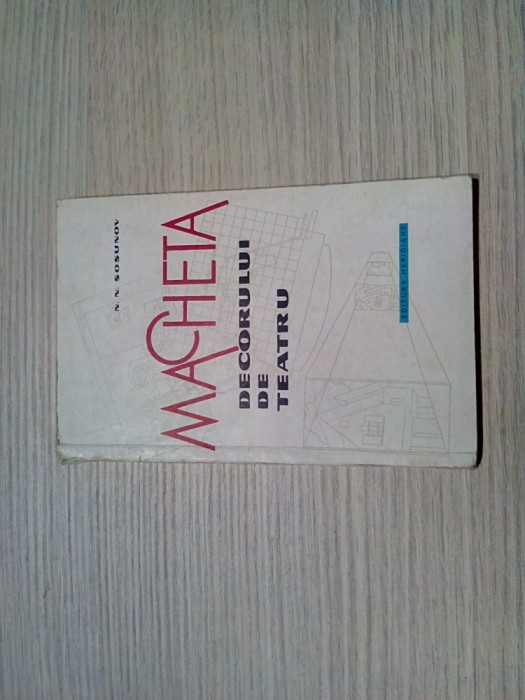 N. N. SOSUNOV
MACHETA
DECORULUI
DE
TEATRU
EDITURA MERIDIANE